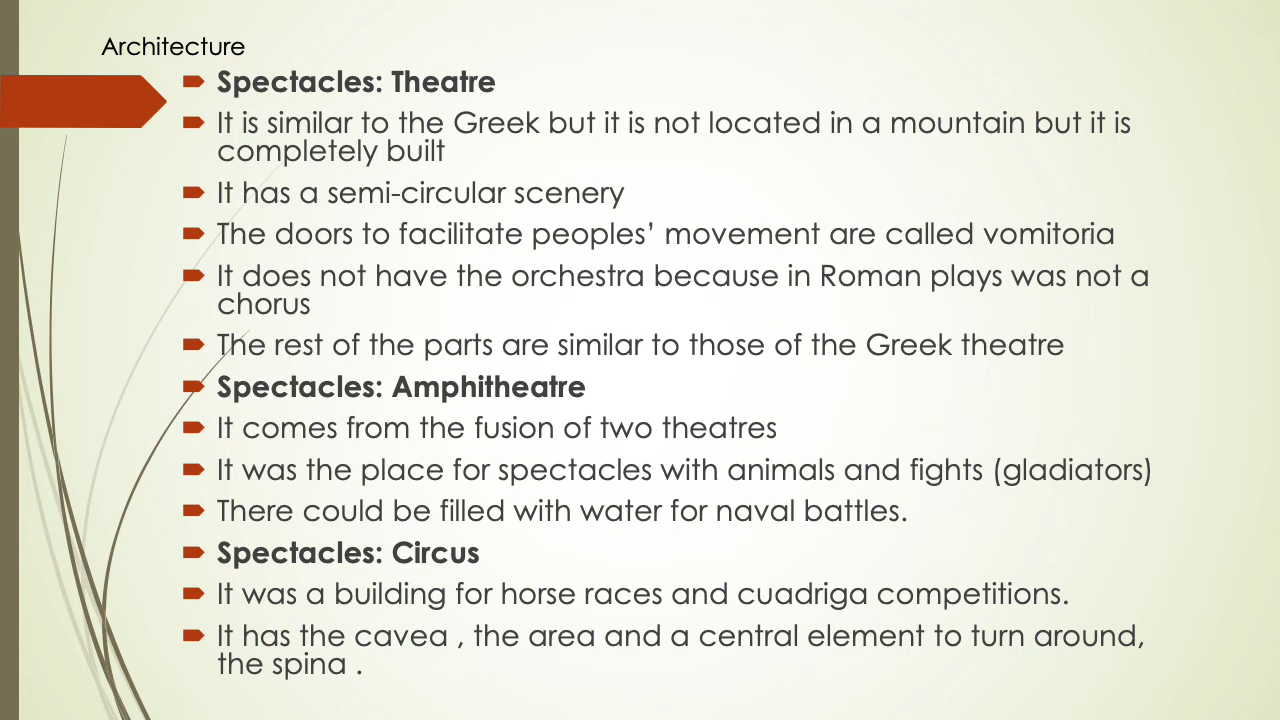 Architecture
Spectacles: Theatre
It is similar to the Greek but it is not located in a mountain but it is
completely built
It has a semi-circular scenery
The doors to facilitate peoples’ movement are called vomitoria
It does not have the orchestra because in Roman plays was not a
chorus
The rest of the parts are similar to those of the Greek theatre
Spectacles: Amphitheatre
It comes from the fusion of two theatres
It was the place for spectacles with animals and fights (gladiators)
There could be filled with water for naval battles.
Spectacles: Circus
It was a building for horse races and cuadriga competitions.
It has the cavea , the area and a central element to turn around,
the spina .